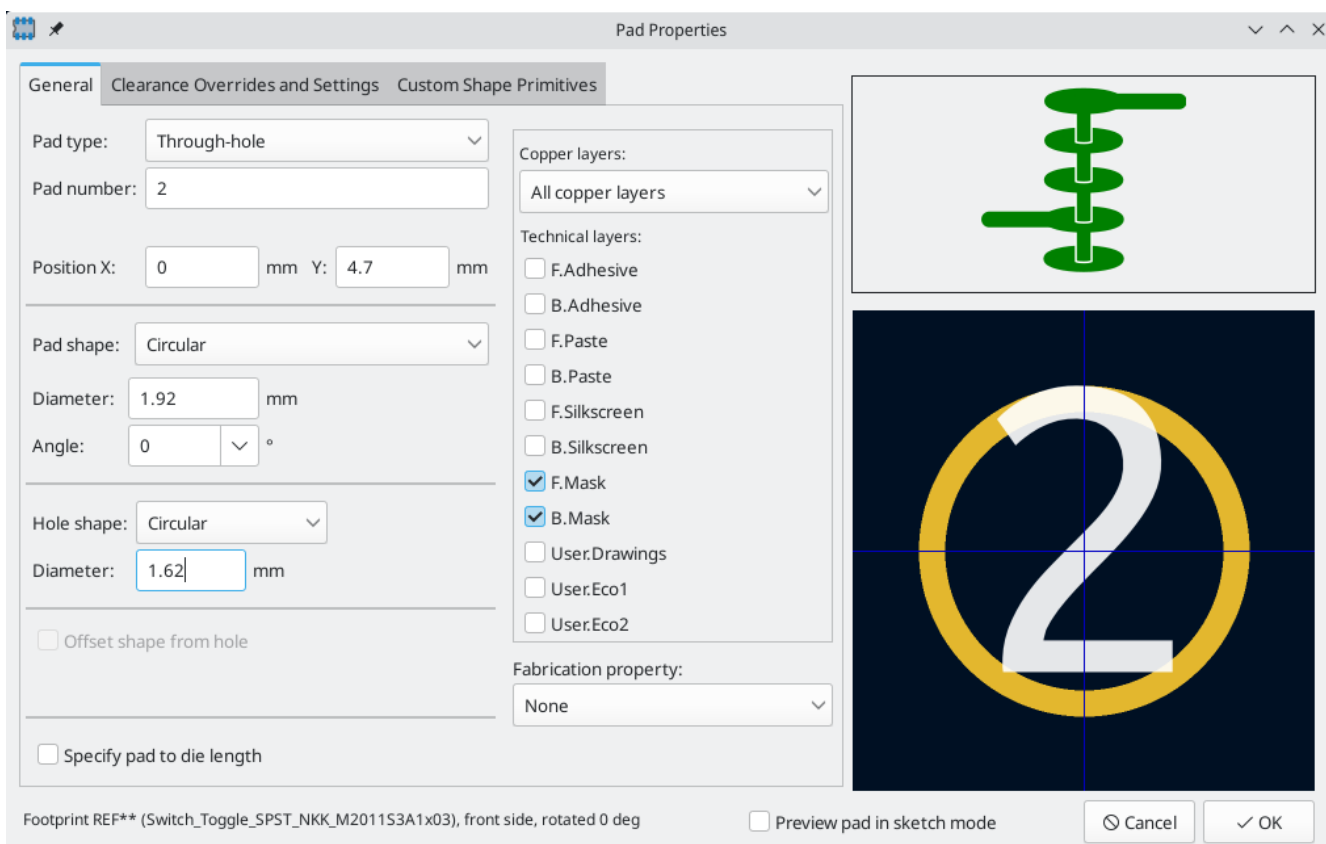 Pad Properties
General Clearance Overrides and Settings Custom Shape Primitives
Pad type: Through-hole
Pad number: 2
Position X: 0 mm Y: 4.7 mm
Pad shape: Circular
Diameter: 1.92 mm
Angle: 0 °
Hole shape: Circular
Diameter: 1.62 mm
Offset shape from hole
Specify pad to die length
Copper layers:
All copper layers
Technical layers:
F.Adhesive
B.Adhesive
F.Paste
B.Paste
F.Silkscreen
B.Silkscreen
F.Mask
B.Mask
User.Drawings
User.Eco1
User.Eco2
Fabrication property:
None
2
Footprint REF** (Switch_Toggle_SPST_NKK_M2011S3A1x03), front side, rotated 0 deg
Preview pad in sketch mode
Cancel
OK